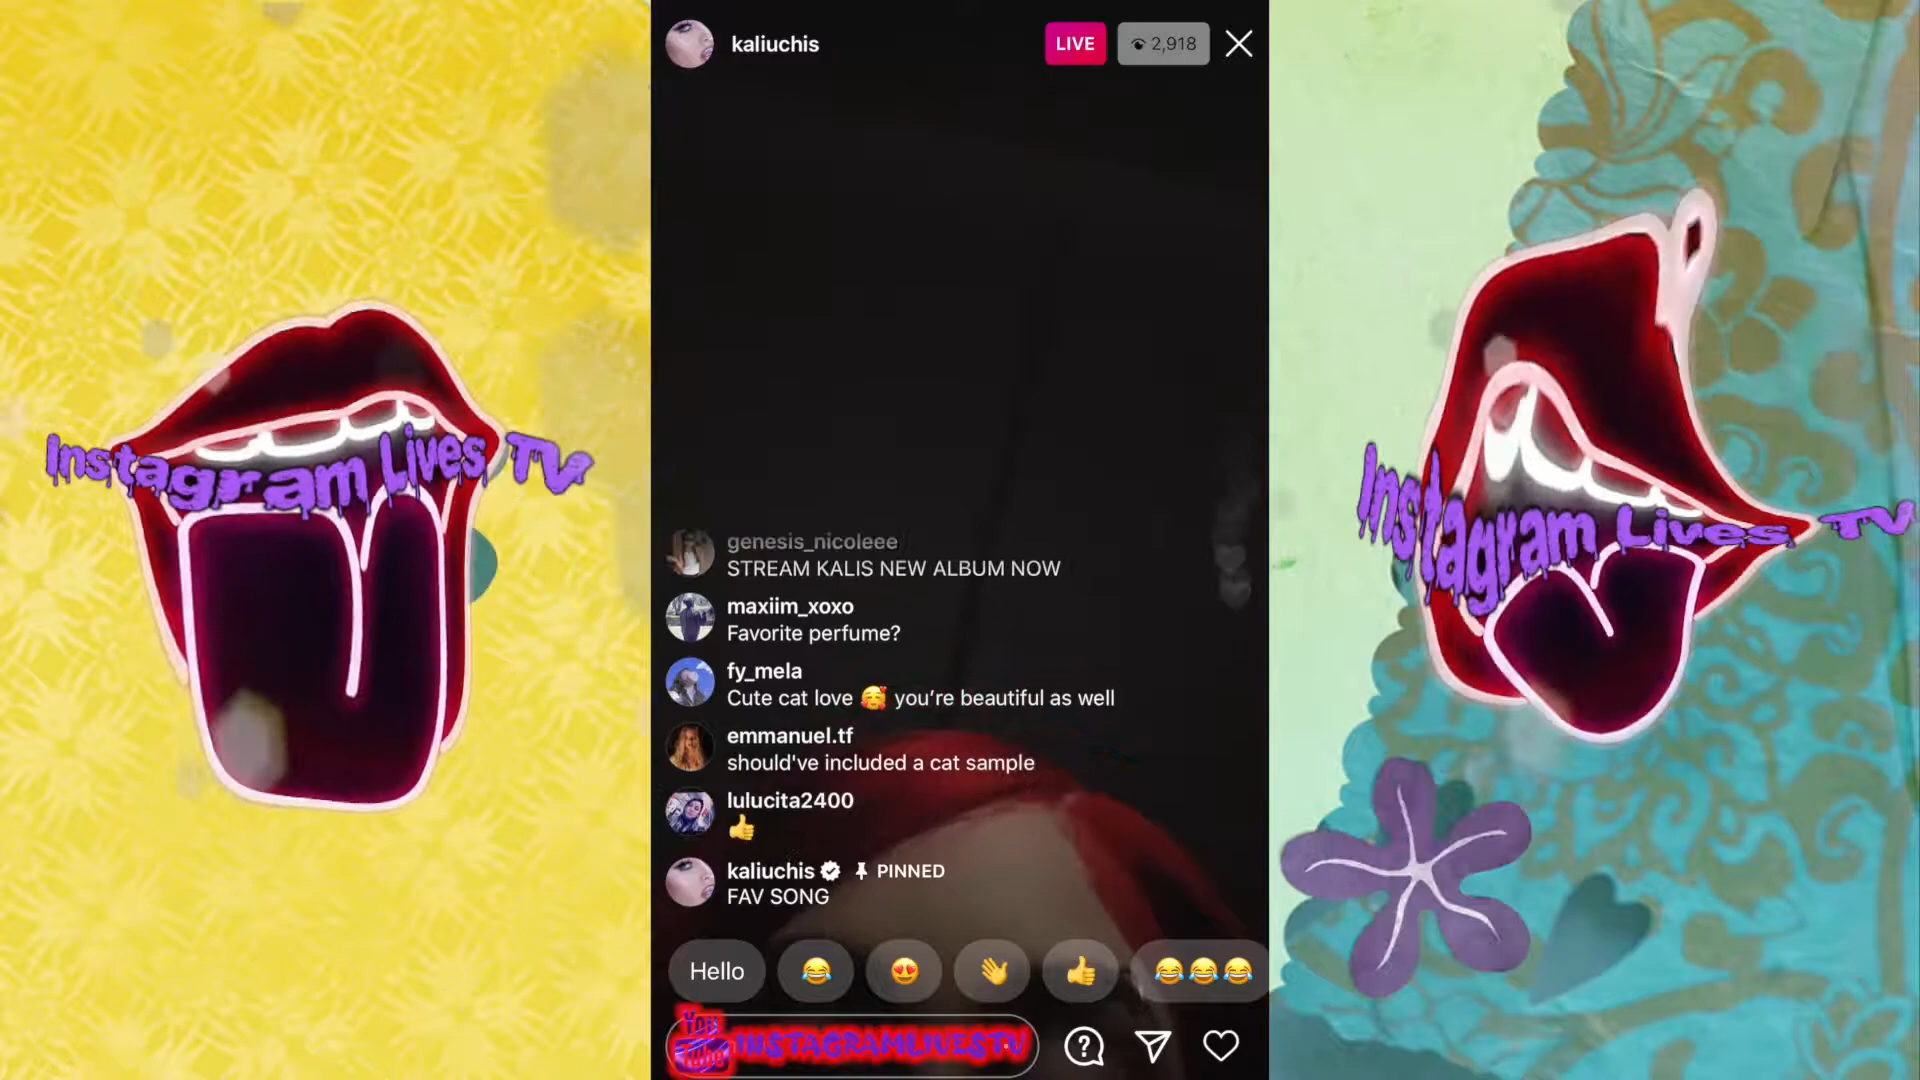 kaliuchis
LIVE
2,918
genesis_nicoleee
STREAM KALIS NEW ALBUM NOW
maxiim_xoxo
Favorite perfume?
fy_mela
Cute cat love 🥰 you’re beautiful as well
emmanuel.tf
should've included a cat sample
lulucita2400
👍
kaliuchis PINNED
FAV SONG
Hello 😂 😍 👋 👍 😂😂😂
You
Tube
INSTAGRAMLIVESTV
Instagram Lives TV
Instagram Lives TV